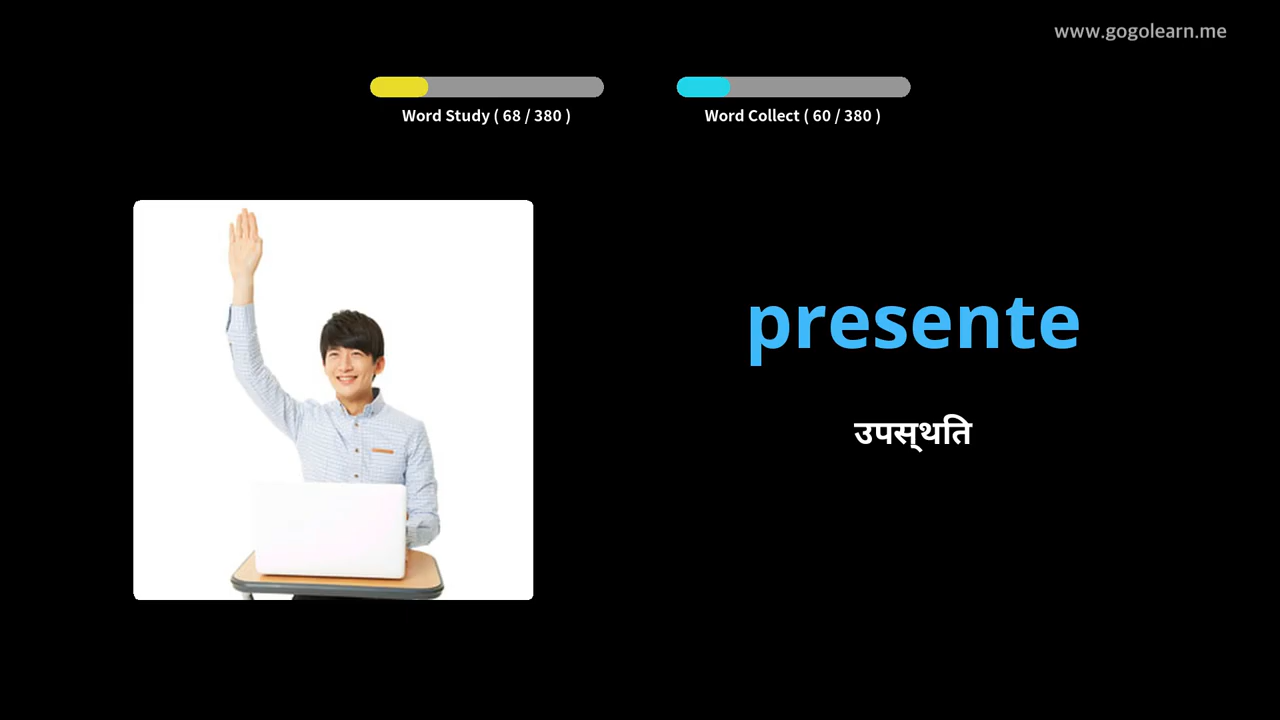 www.gogolearn.me
Word Study ( 68 / 380 )
Word Collect ( 60 / 380 )
presente
उपस्थति